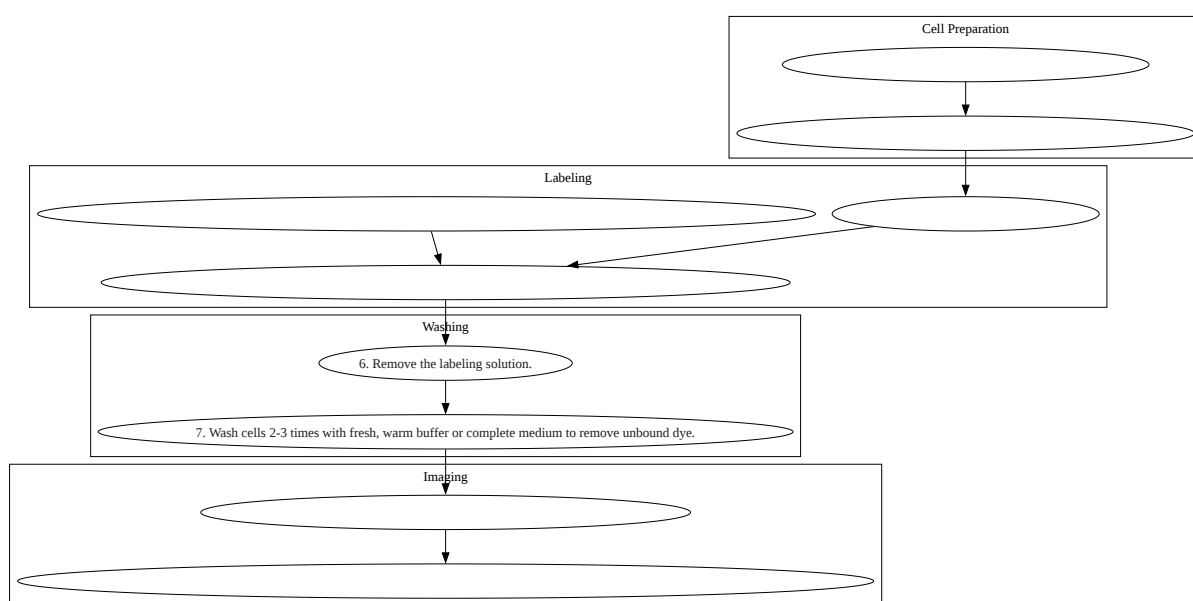 Cell Preparation
Labeling
Washing
6. Remove the labeling solution.
7. Wash cells 2-3 times with fresh, warm buffer or complete medium to remove unbound dye.
Imaging